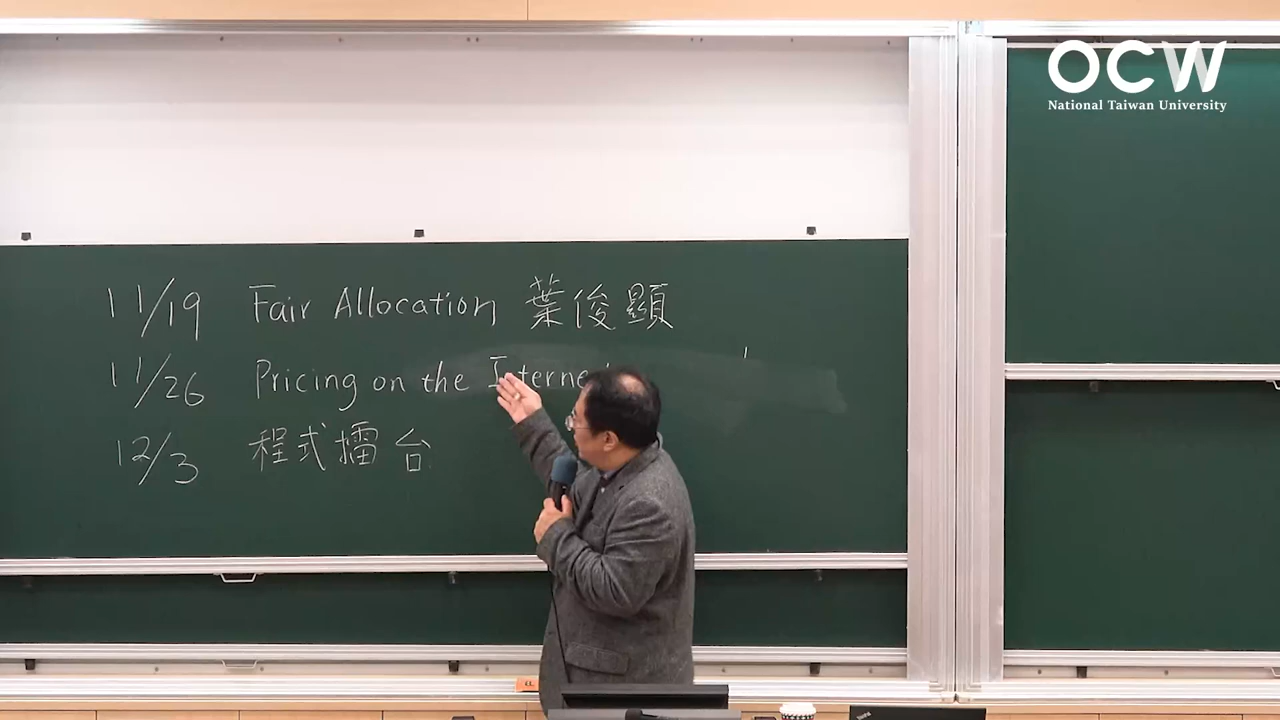 OCW
National Taiwan University
11/19 Fair Allocation 葉俊顯
11/26 Pricing on the Internet
12/3 程式擂台